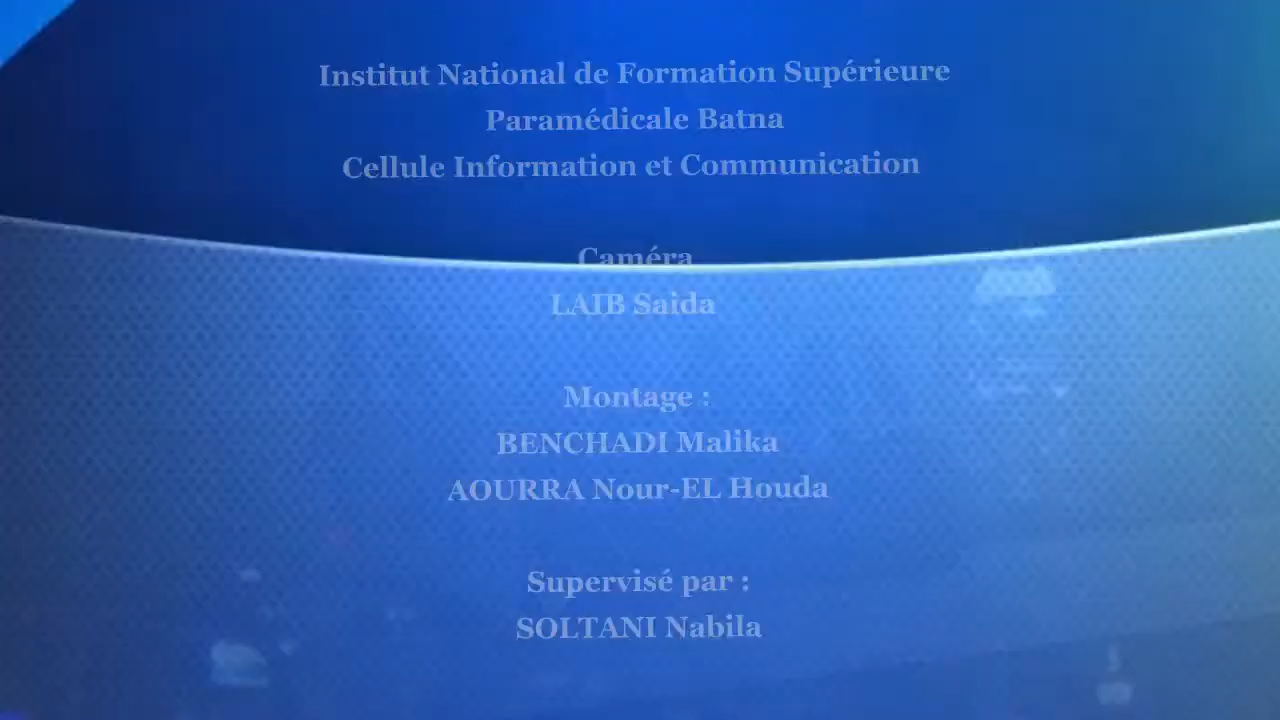 Institut National de Formation Supérieure
Paramédicale Batna
Cellule Information et Communication
Caméra
LAIB Saida
Montage :
BENCHADI Malika
AOURRA Nour-EL Houda
Supervisé par :
SOLTANI Nabila